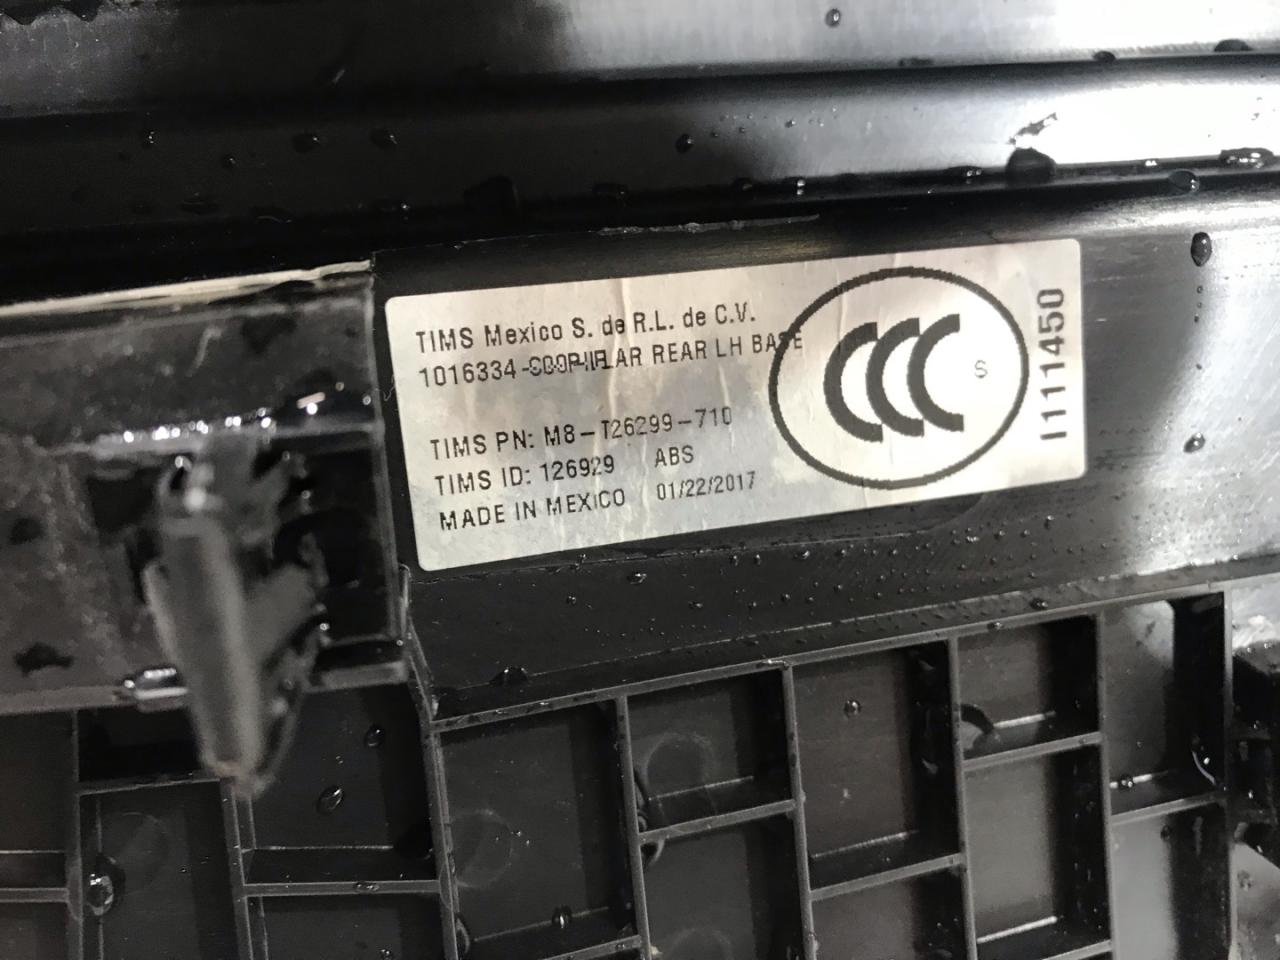 TIMS Mexico S. de R.L. de C.V.
1016334- AR REAR LH BASE
TIMS PN: M8-T26299-710
TIMS ID: 126929 ABS
MADE IN MEXICO 01/22/2017
CCC S
I111450